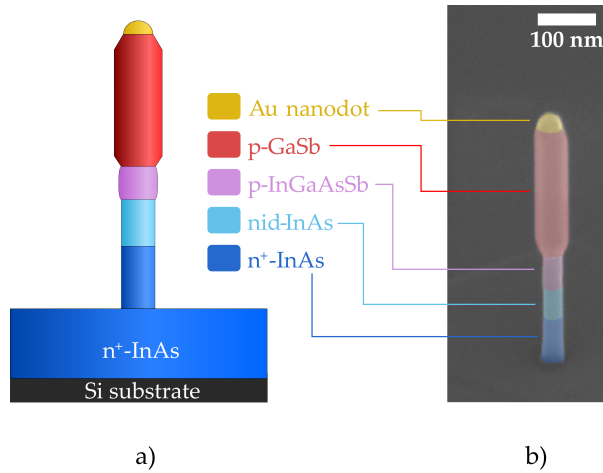 100 nm
Au nanodot
p-GaSb
p-InGaAsSb
nid-InAs
n⁺-InAs
n⁺-InAs
Si substrate
a)
b)